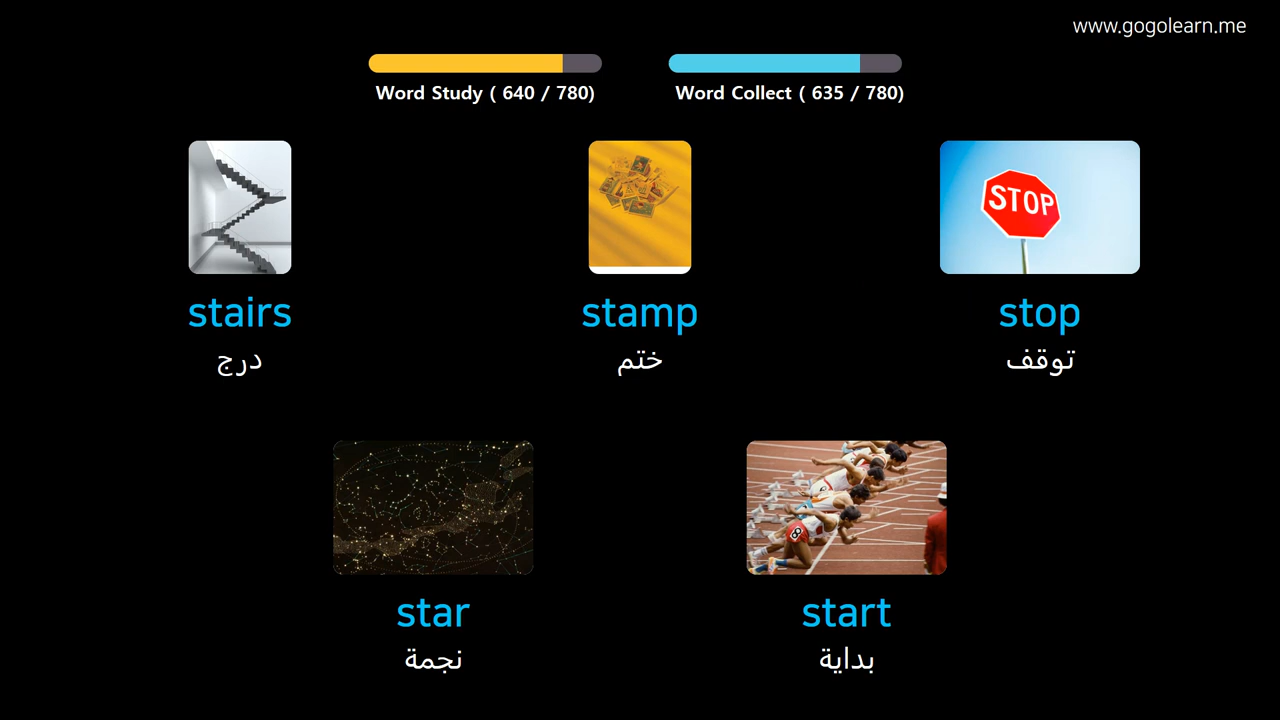 www.gogolearn.me
Word Study ( 640 / 780)
Word Collect ( 635 / 780)
STOP
stairs
درج
stamp
ختم
stop
توقف
star
نجمة
start
بداية